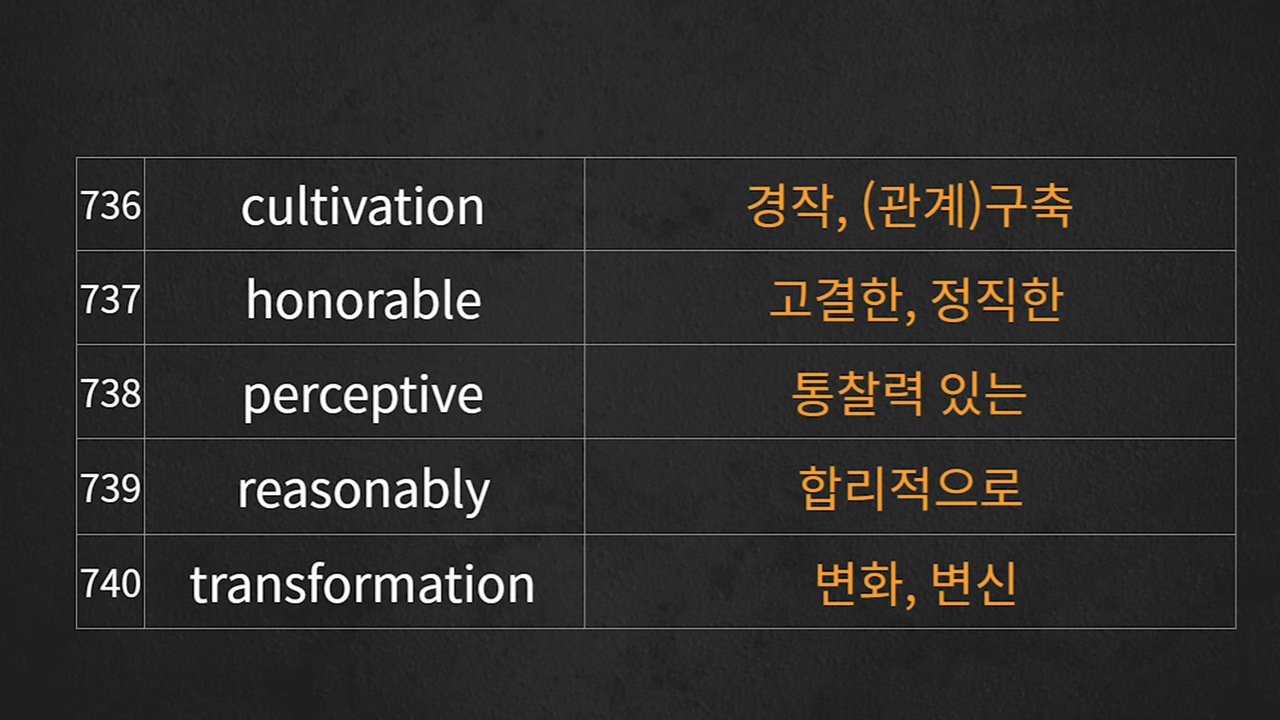 736 cultivation 경작, (관계)구축
737 honorable 고결한, 정직한
738 perceptive 통찰력 있는
739 reasonably 합리적으로
740 transformation 변화, 변신